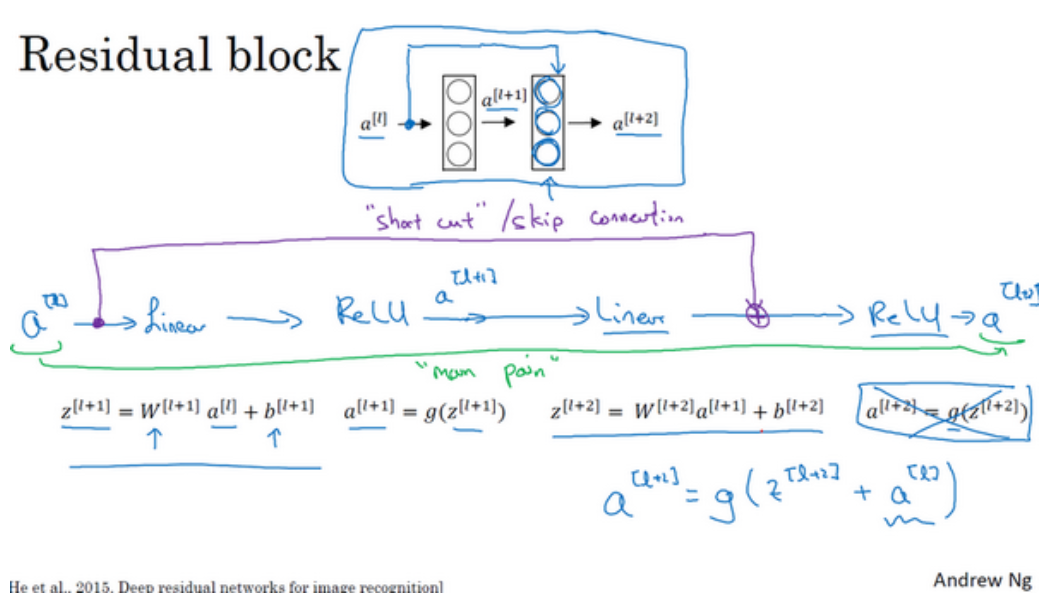 Residual block
a^[l] a^[l+1] a^[l+2]
"short cut" / skip connection
a^[l] → Linear → ReLU a^[l+1] → Linear → ⊕ → ReLU → a^[l+2]
"main path"
z^[l+1] = W^[l+1] a^[l] + b^[l+1] a^[l+1] = g(z^[l+1]) z^[l+2] = W^[l+2]a^[l+1] + b^[l+2] a^[l+2] = g(z^[l+2])
a^[l+2] = g(z^[l+2] + a^[l])
He et al., 2015. Deep residual networks for image recognition]
Andrew Ng